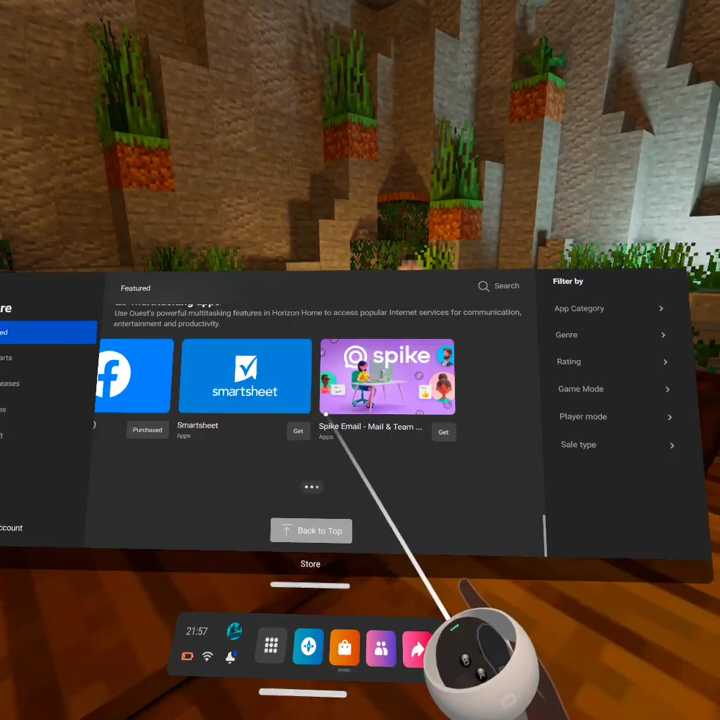 Featured
Search
Use Quest's powerful multitasking features in Horizon Home to access popular Internet services for communication,
entertainment and productivity.
smartsheet
spike
Purchased
Smartsheet
Apps
Get
Spike Email - Mail & Team ...
Apps
Get
...
Back to Top
Store
Filter by
App Category
Genre
Rating
Game Mode
Player mode
Sale type
21:57